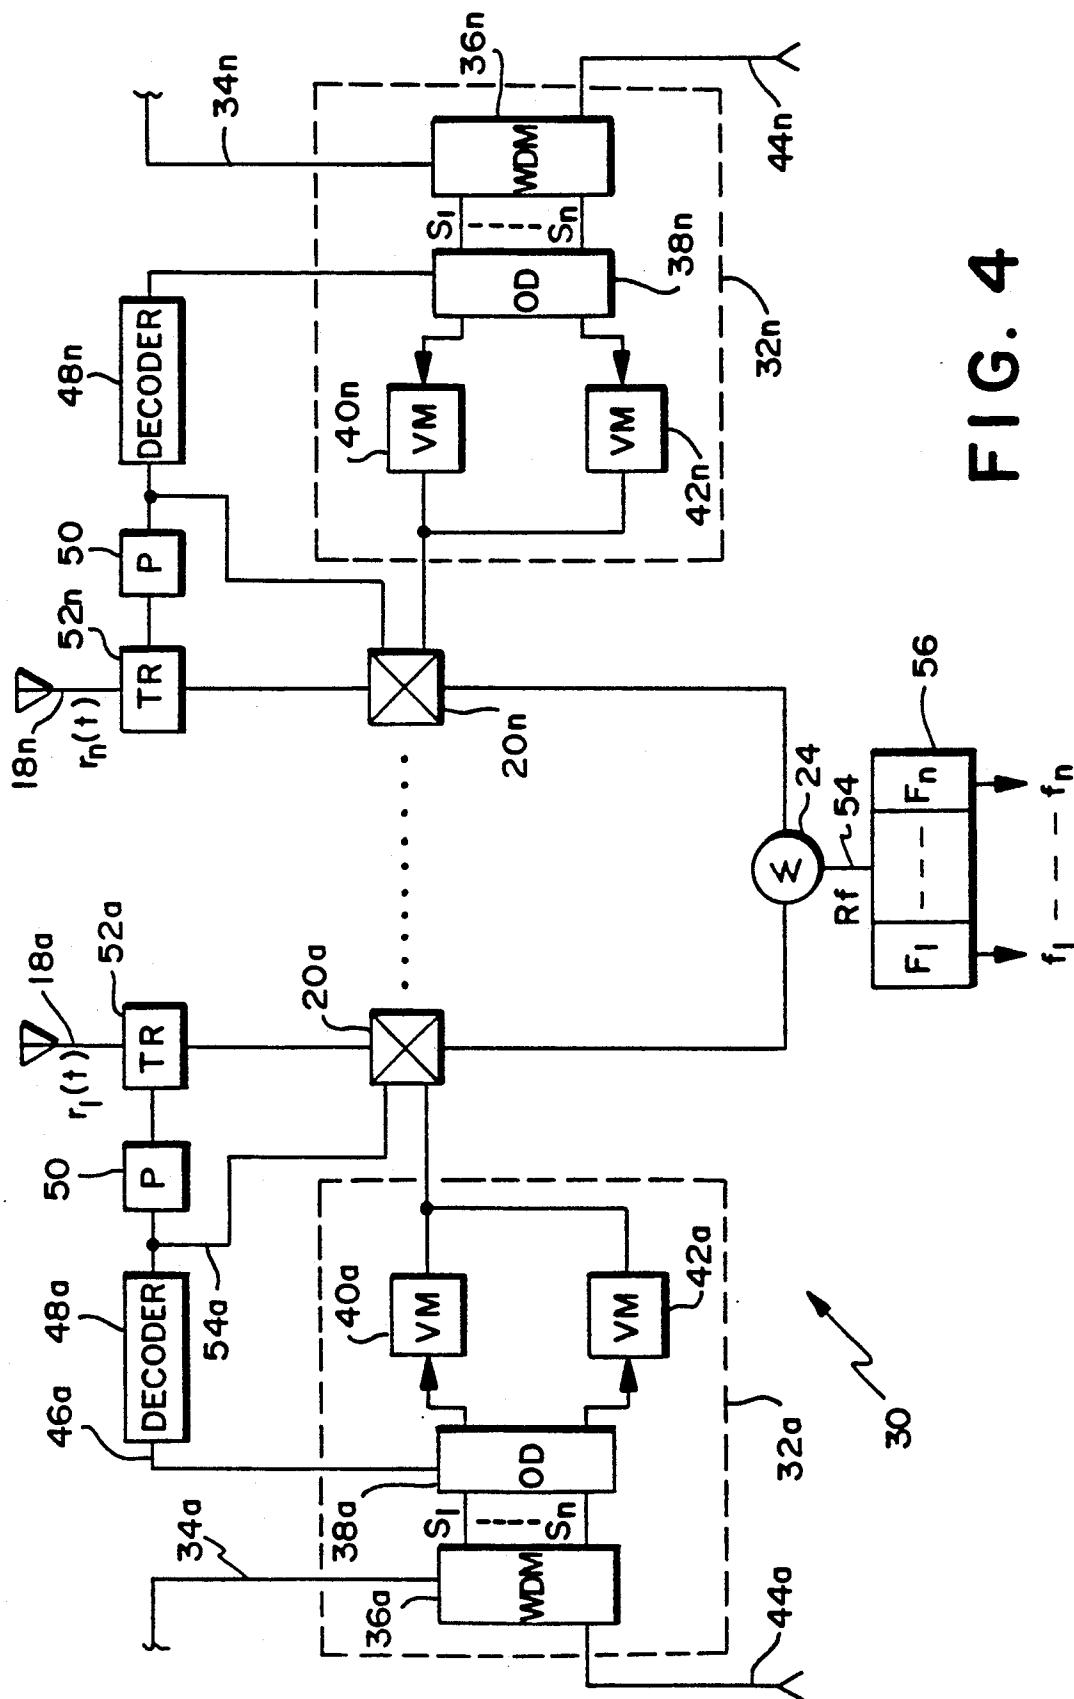 18a
18n
r₁(t)
rₙ(t)
46a
48a
50
52a
52n
50
48n
DECODER
P
TR
TR
P
DECODER
34a
54a
34n
36a
38a
40a
20a
40n
36n
WDM
S₁
Sₙ
OD
VM
VM
42a
20n
VM
VM
42n
OD
S₁
Sₙ
WDM
38n
44a
32a
32n
44n
30
Σ
24
Rf
54
F₁
— — —
Fₙ
56
f₁ — — — fₙ
FIG. 4